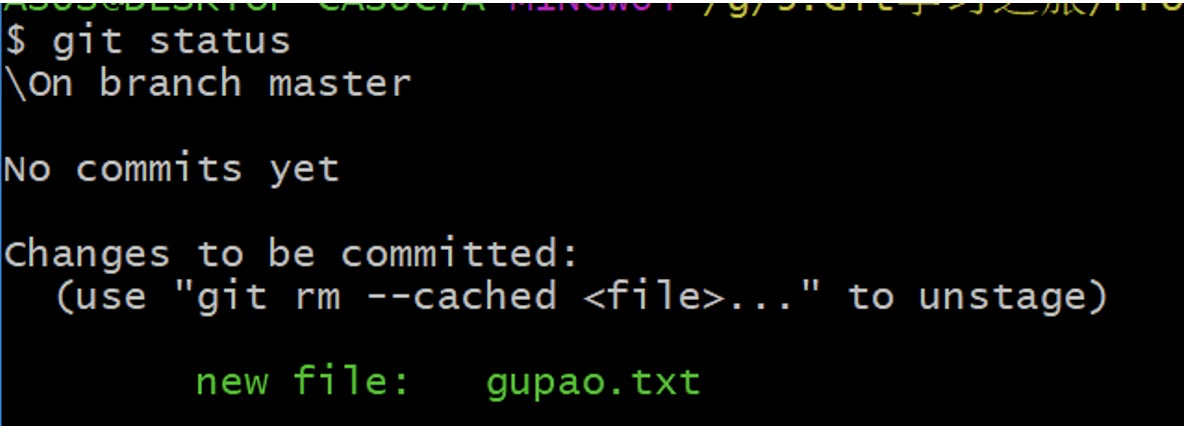 $ git status
\On branch master
No commits yet
Changes to be committed:
(use "git rm --cached <file>..." to unstage)
new file: gupao.txt